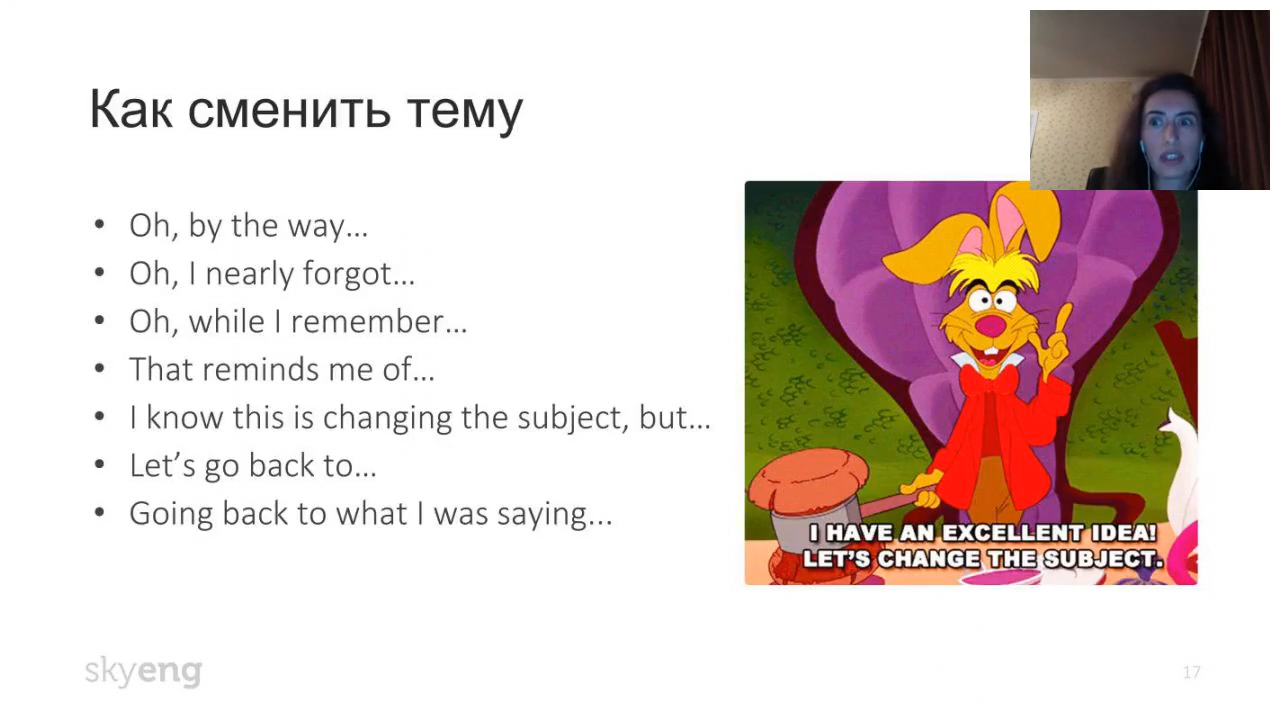 Как сменить тему
• Oh, by the way…
• Oh, I nearly forgot…
• Oh, while I remember…
• That reminds me of…
• I know this is changing the subject, but…
• Let’s go back to…
• Going back to what I was saying...
I HAVE AN EXCELLENT IDEA!
LET’S CHANGE THE SUBJECT.
skyeng
17